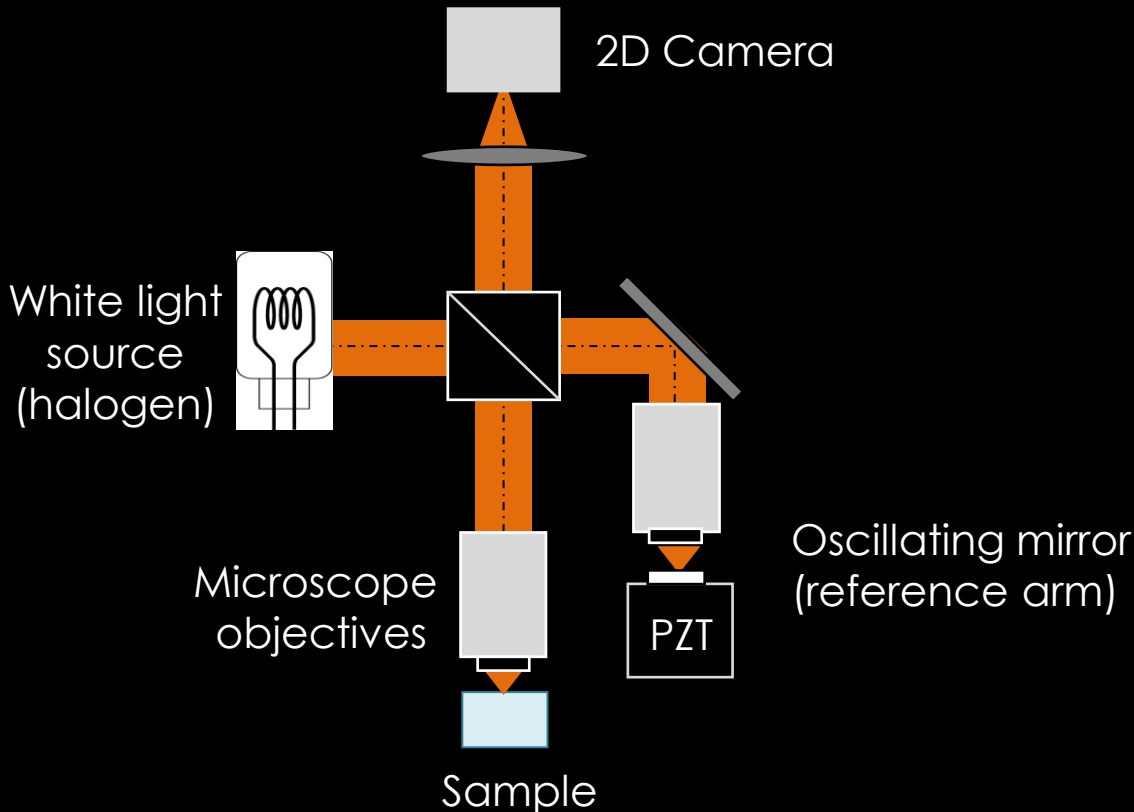 2D Camera
White light
source
(halogen)
Oscillating mirror
(reference arm)
Microscope
objectives
PZT
Sample